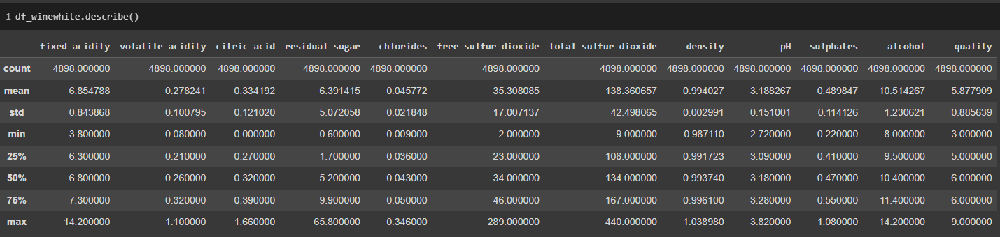 1 df_winewhite.describe()
fixed acidity volatile acidity citric acid residual sugar chlorides free sulfur dioxide total sulfur dioxide density pH sulphates alcohol quality
count 4898.000000 4898.000000 4898.000000 4898.000000 4898.000000 4898.000000 4898.000000 4898.000000 4898.000000 4898.000000 4898.000000 4898.000000
mean 6.854788 0.278241 0.334192 6.391415 0.045772 35.308085 138.360657 0.994027 3.188267 0.489847 10.514267 5.877909
std 0.843868 0.100795 0.121020 5.072058 0.021848 17.007137 42.498065 0.002991 0.151001 0.114126 1.230621 0.885639
min 3.800000 0.080000 0.000000 0.600000 0.009000 2.000000 9.000000 0.987110 2.720000 0.220000 8.000000 3.000000
25% 6.300000 0.210000 0.270000 1.700000 0.036000 23.000000 108.000000 0.991723 3.090000 0.410000 9.500000 5.000000
50% 6.800000 0.260000 0.320000 5.200000 0.043000 34.000000 134.000000 0.993740 3.180000 0.470000 10.400000 6.000000
75% 7.300000 0.320000 0.390000 9.900000 0.050000 46.000000 167.000000 0.996100 3.280000 0.550000 11.400000 6.000000
max 14.200000 1.100000 1.660000 65.800000 0.346000 289.000000 440.000000 1.038980 3.820000 1.080000 14.200000 9.000000